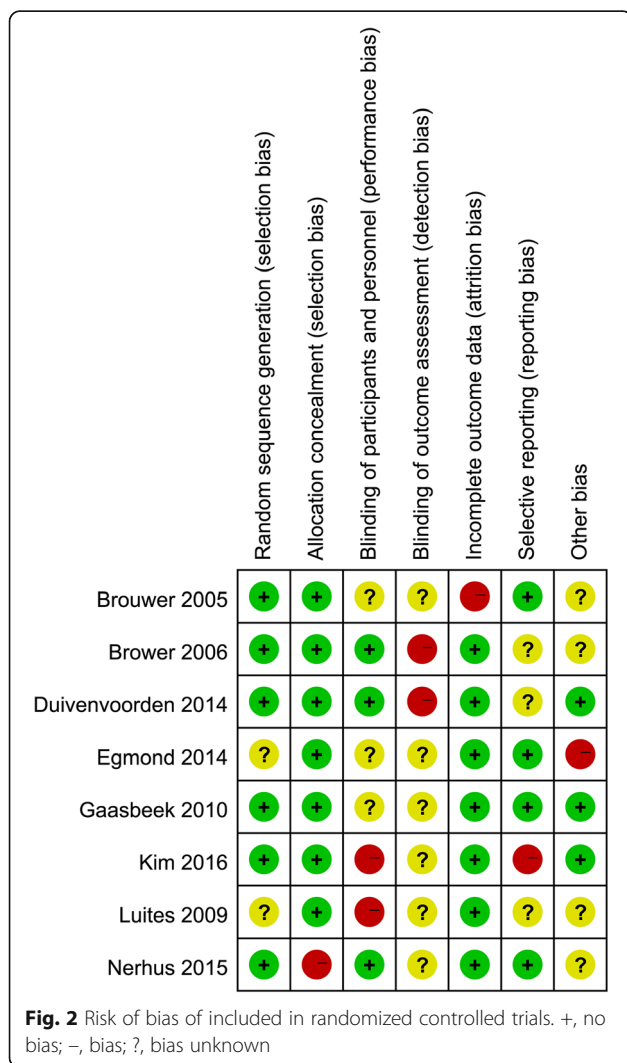 Random sequence generation (selection bias)
Allocation concealment (selection bias)
Blinding of participants and personnel (performance bias)
Blinding of outcome assessment (detection bias)
Incomplete outcome data (attrition bias)
Selective reporting (reporting bias)
Other bias
Brouwer 2005 + + ? ? – + ?
Brower 2006 + + + – + ? ?
Duivenvoorden 2014 + + + – + ? +
Egmond 2014 ? + ? ? + + –
Gaasbeek 2010 + + ? ? + + +
Kim 2016 + + – ? + – +
Luites 2009 ? + – ? + ? ?
Nerhus 2015 + – + ? + + ?
Fig. 2 Risk of bias of included in randomized controlled trials. +, no
bias; –, bias; ?, bias unknown